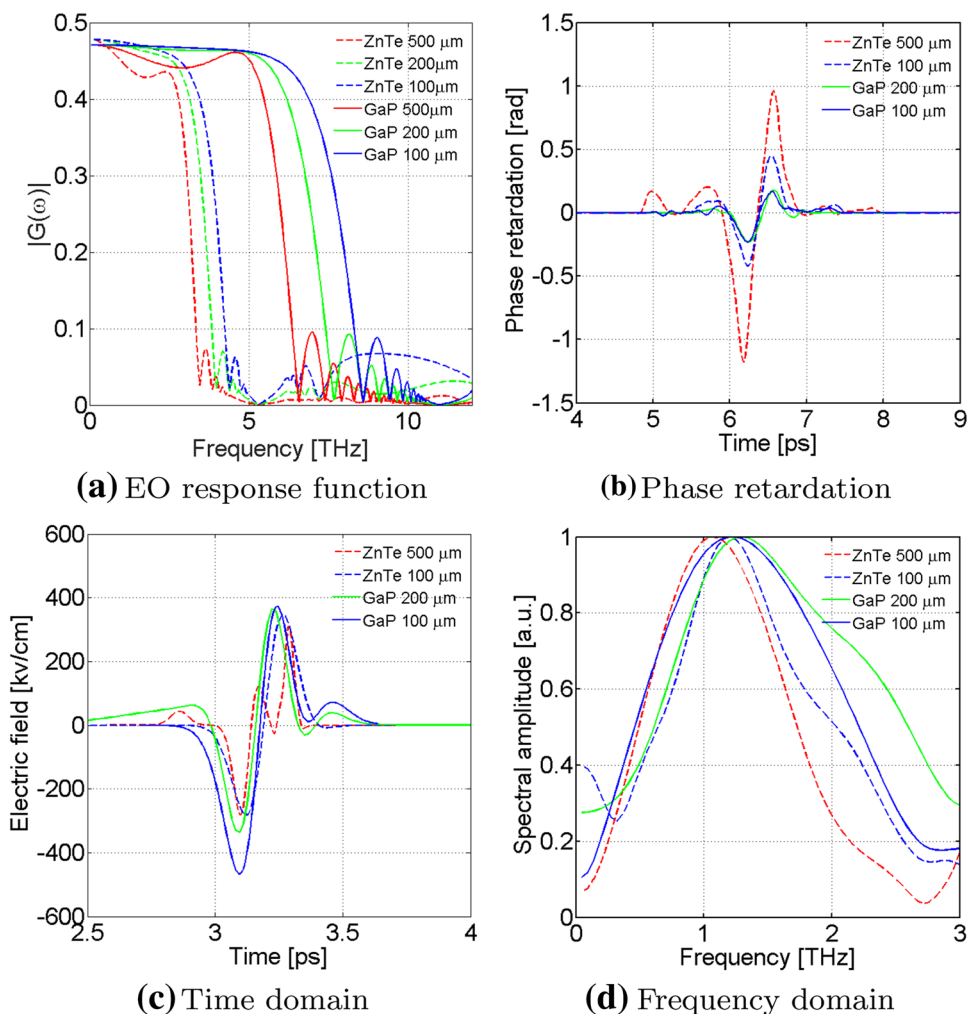 |G(ω)|
0.5
0.4
0.3
0.2
0.1
0
0
5
10
Frequency [THz]
ZnTe 500 μm
ZnTe 200μm
ZnTe 100μm
GaP 500μm
GaP 200 μm
GaP 100 μm
(a) EO response function
Phase retardation [rad]
1.5
1
0.5
0
-0.5
-1
-1.5
4
5
6
7
8
9
Time [ps]
ZnTe 500 μm
ZnTe 100 μm
GaP 200 μm
GaP 100 μm
(b) Phase retardation
Electric field [kv/cm]
600
400
200
0
-200
-400
-600
2.5
3
3.5
4
Time [ps]
ZnTe 500 μm
ZnTe 100 μm
GaP 200 μm
GaP 100 μm
(c) Time domain
Spectral amplitude [a.u.]
1
0.8
0.6
0.4
0.2
0
0
1
2
3
Frequency [THz]
ZnTe 500 μm
ZnTe 100 μm
GaP 200 μm
GaP 100 μm
(d) Frequency domain